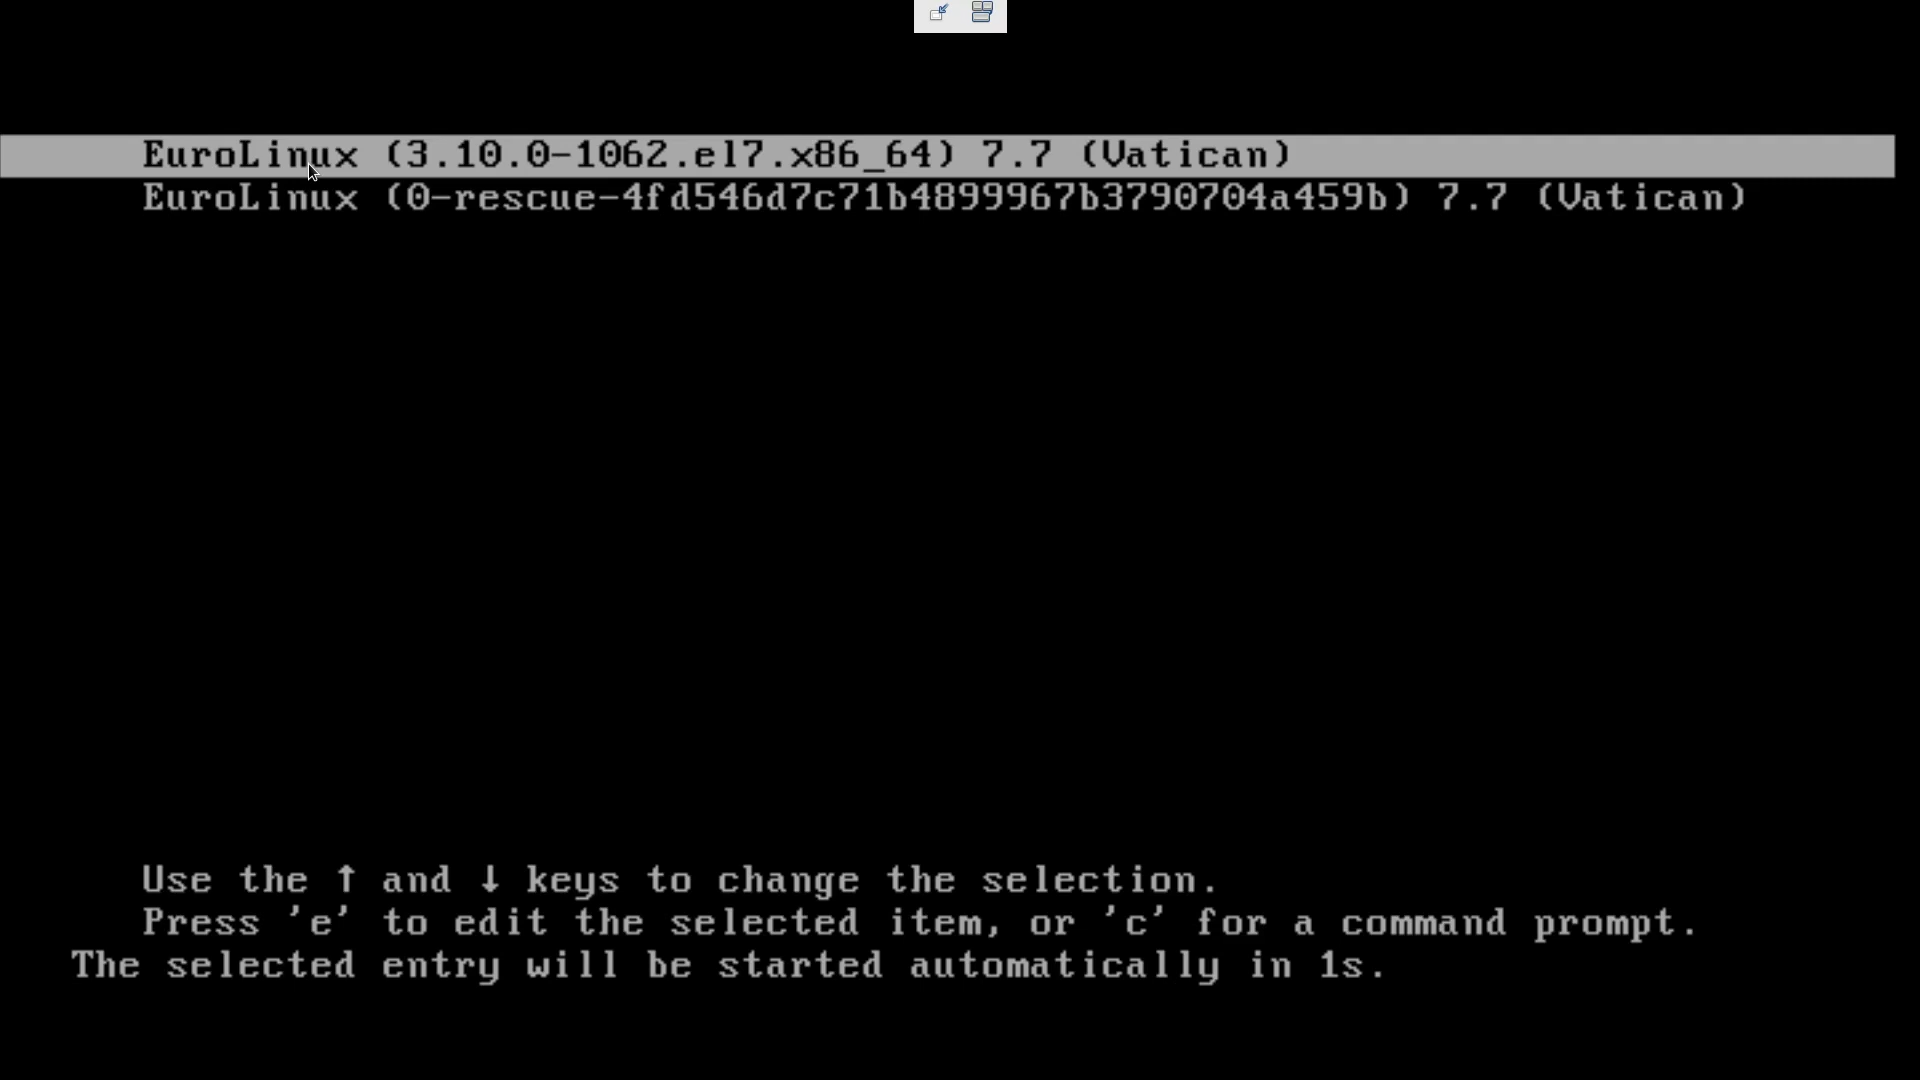 EuroLinux (3.10.0-1062.el7.x86_64) 7.7 (Vatican)
EuroLinux (0-rescue-4fd546d7c71b4899967b3790704a459b) 7.7 (Vatican)
Use the ↑ and ↓ keys to change the selection.
Press 'e' to edit the selected item, or 'c' for a command prompt.
The selected entry will be started automatically in 1s.